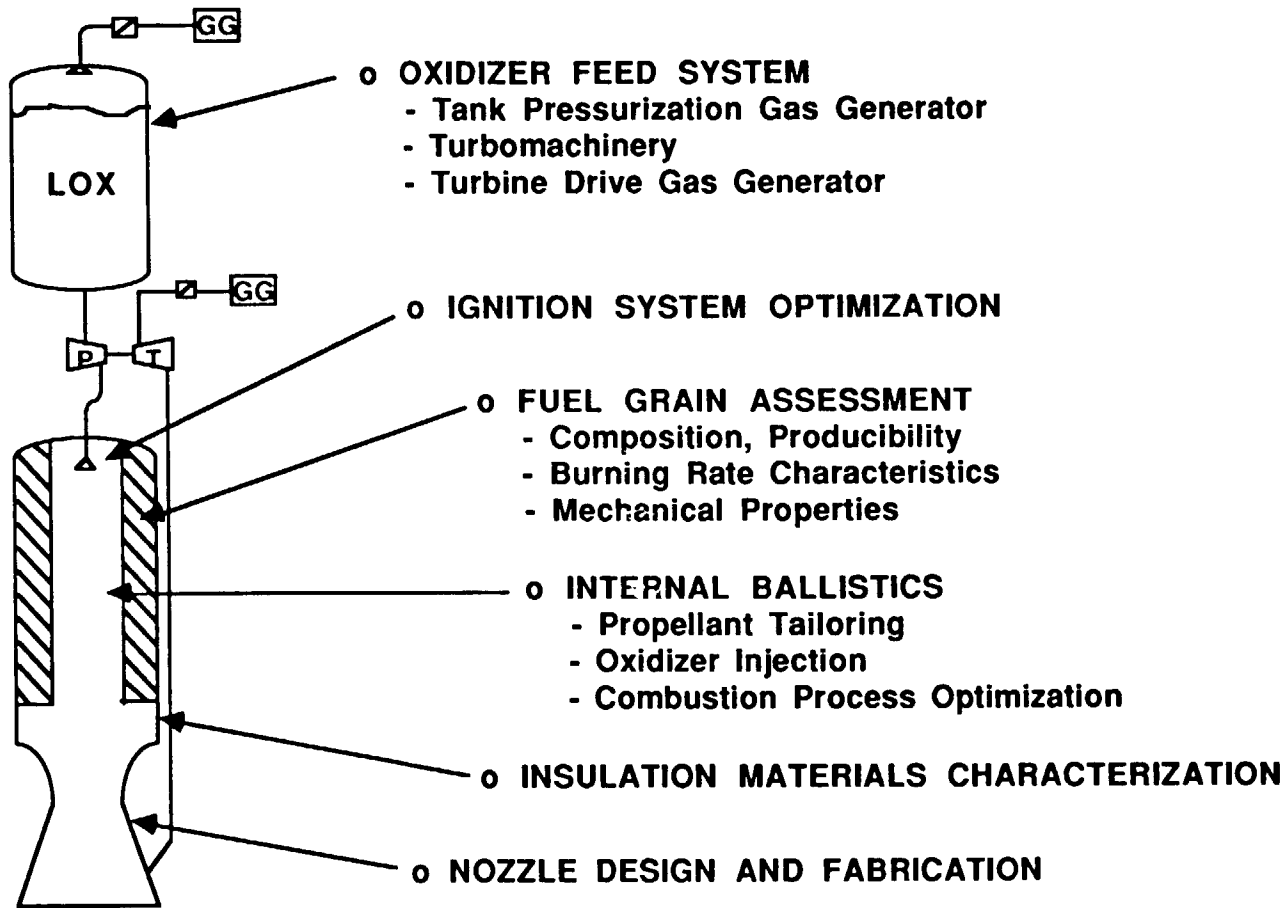 GG
o OXIDIZER FEED SYSTEM
- Tank Pressurization Gas Generator
- Turbomachinery
- Turbine Drive Gas Generator
LOX
GG
o IGNITION SYSTEM OPTIMIZATION
P T
o FUEL GRAIN ASSESSMENT
- Composition, Producibility
- Burning Rate Characteristics
- Mechanical Properties
o INTERNAL BALLISTICS
- Propellant Tailoring
- Oxidizer Injection
- Combustion Process Optimization
o INSULATION MATERIALS CHARACTERIZATION
o NOZZLE DESIGN AND FABRICATION